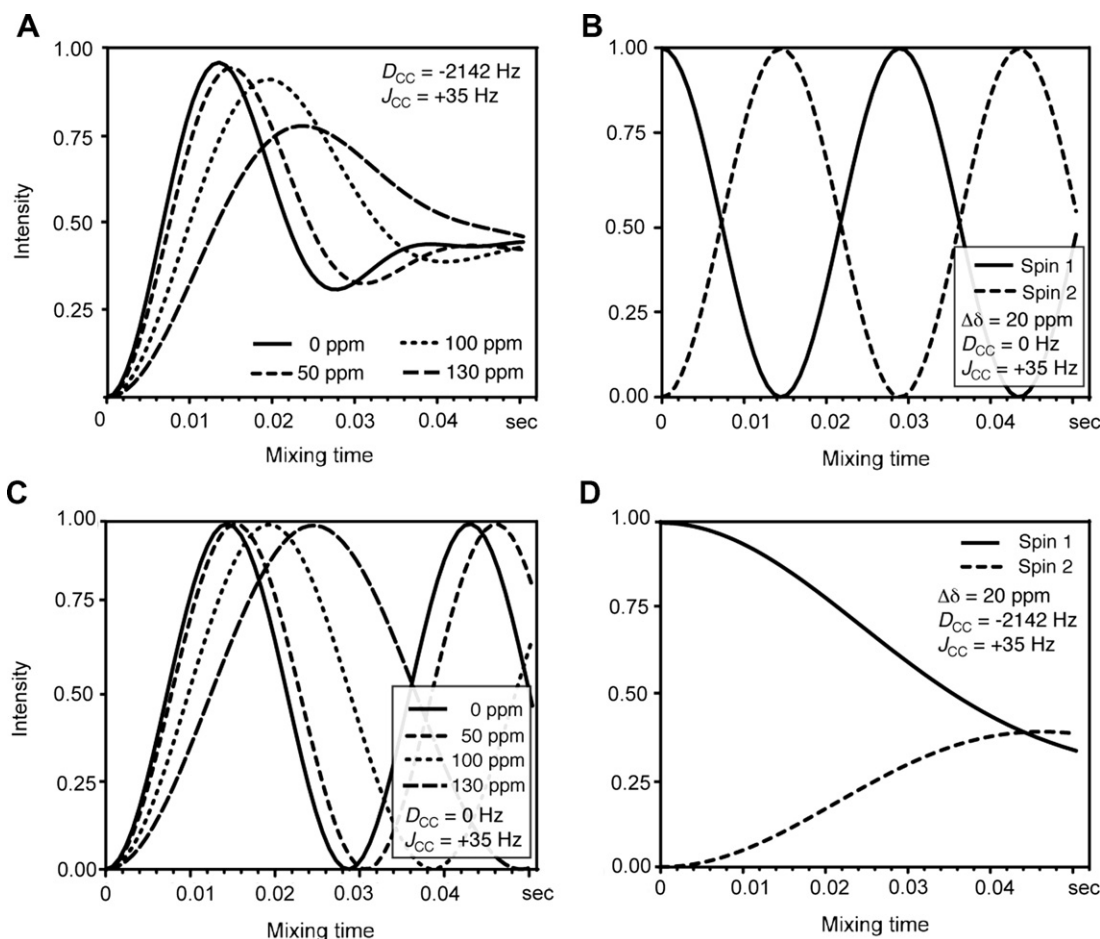 A
1.00
0.75
0.50
0.25
Intensity
D_CC = -2142 Hz
J_CC = +35 Hz
0 ppm
100 ppm
50 ppm
130 ppm
0 0.01 0.02 0.03 0.04 sec
Mixing time
B
1.00
0.75
0.50
0.25
0.00
Spin 1
Spin 2
Δδ = 20 ppm
D_CC = 0 Hz
J_CC = +35 Hz
0 0.01 0.02 0.03 0.04 sec
Mixing time
C
1.00
0.75
0.50
0.25
0.00
Intensity
0 ppm
50 ppm
100 ppm
130 ppm
D_CC = 0 Hz
J_CC = +35 Hz
0 0.01 0.02 0.03 0.04 sec
Mixing time
D
1.00
0.75
0.50
0.25
0.00
Spin 1
Spin 2
Δδ = 20 ppm
D_CC = -2142 Hz
J_CC = +35 Hz
0 0.01 0.02 0.03 0.04 sec
Mixing time